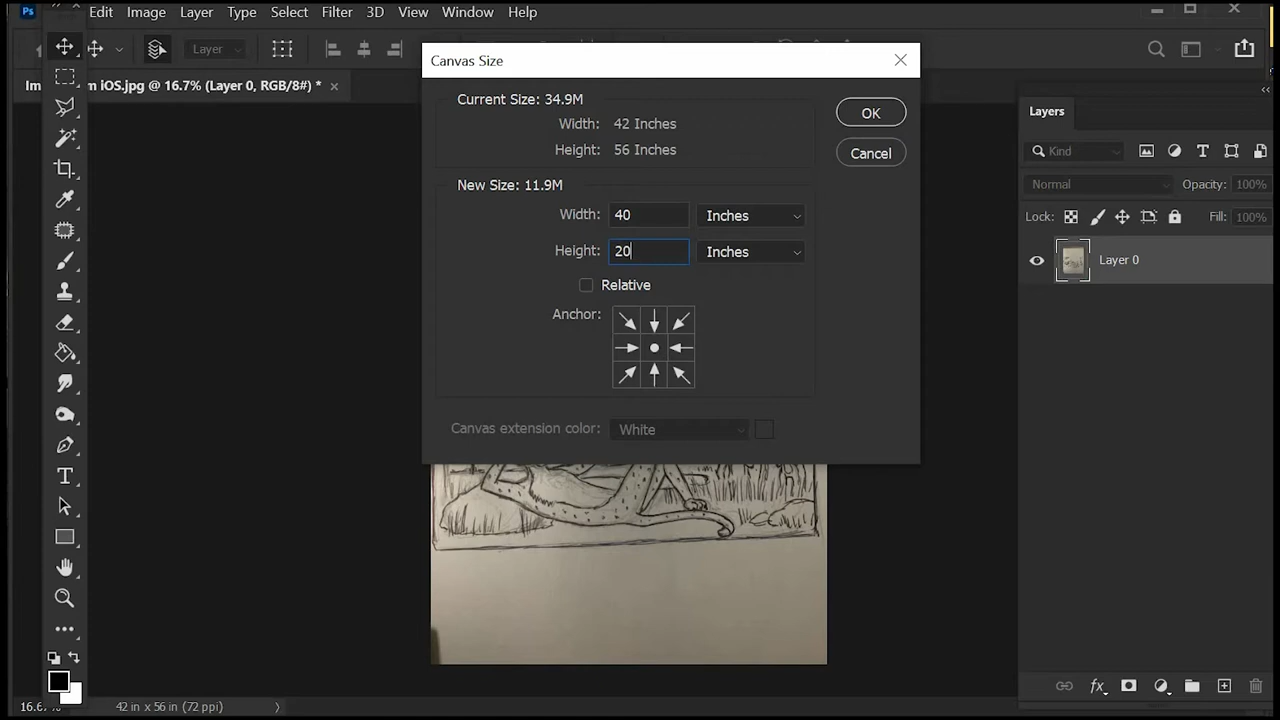 Ps Edit Image Layer Type Select Filter 3D View Window Help
Layer
iOS.jpg @ 16.7% (Layer 0, RGB/8#) *
Canvas Size
Current Size: 34.9M
Width: 42 Inches
Height: 56 Inches
New Size: 11.9M
Width: 40 Inches
Height: 20 Inches
Relative
Anchor:
Canvas extension color: White
OK
Cancel
Layers
Kind
Normal Opacity: 100%
Lock: Fill: 100%
Layer 0
42 in x 56 in (72 ppi)